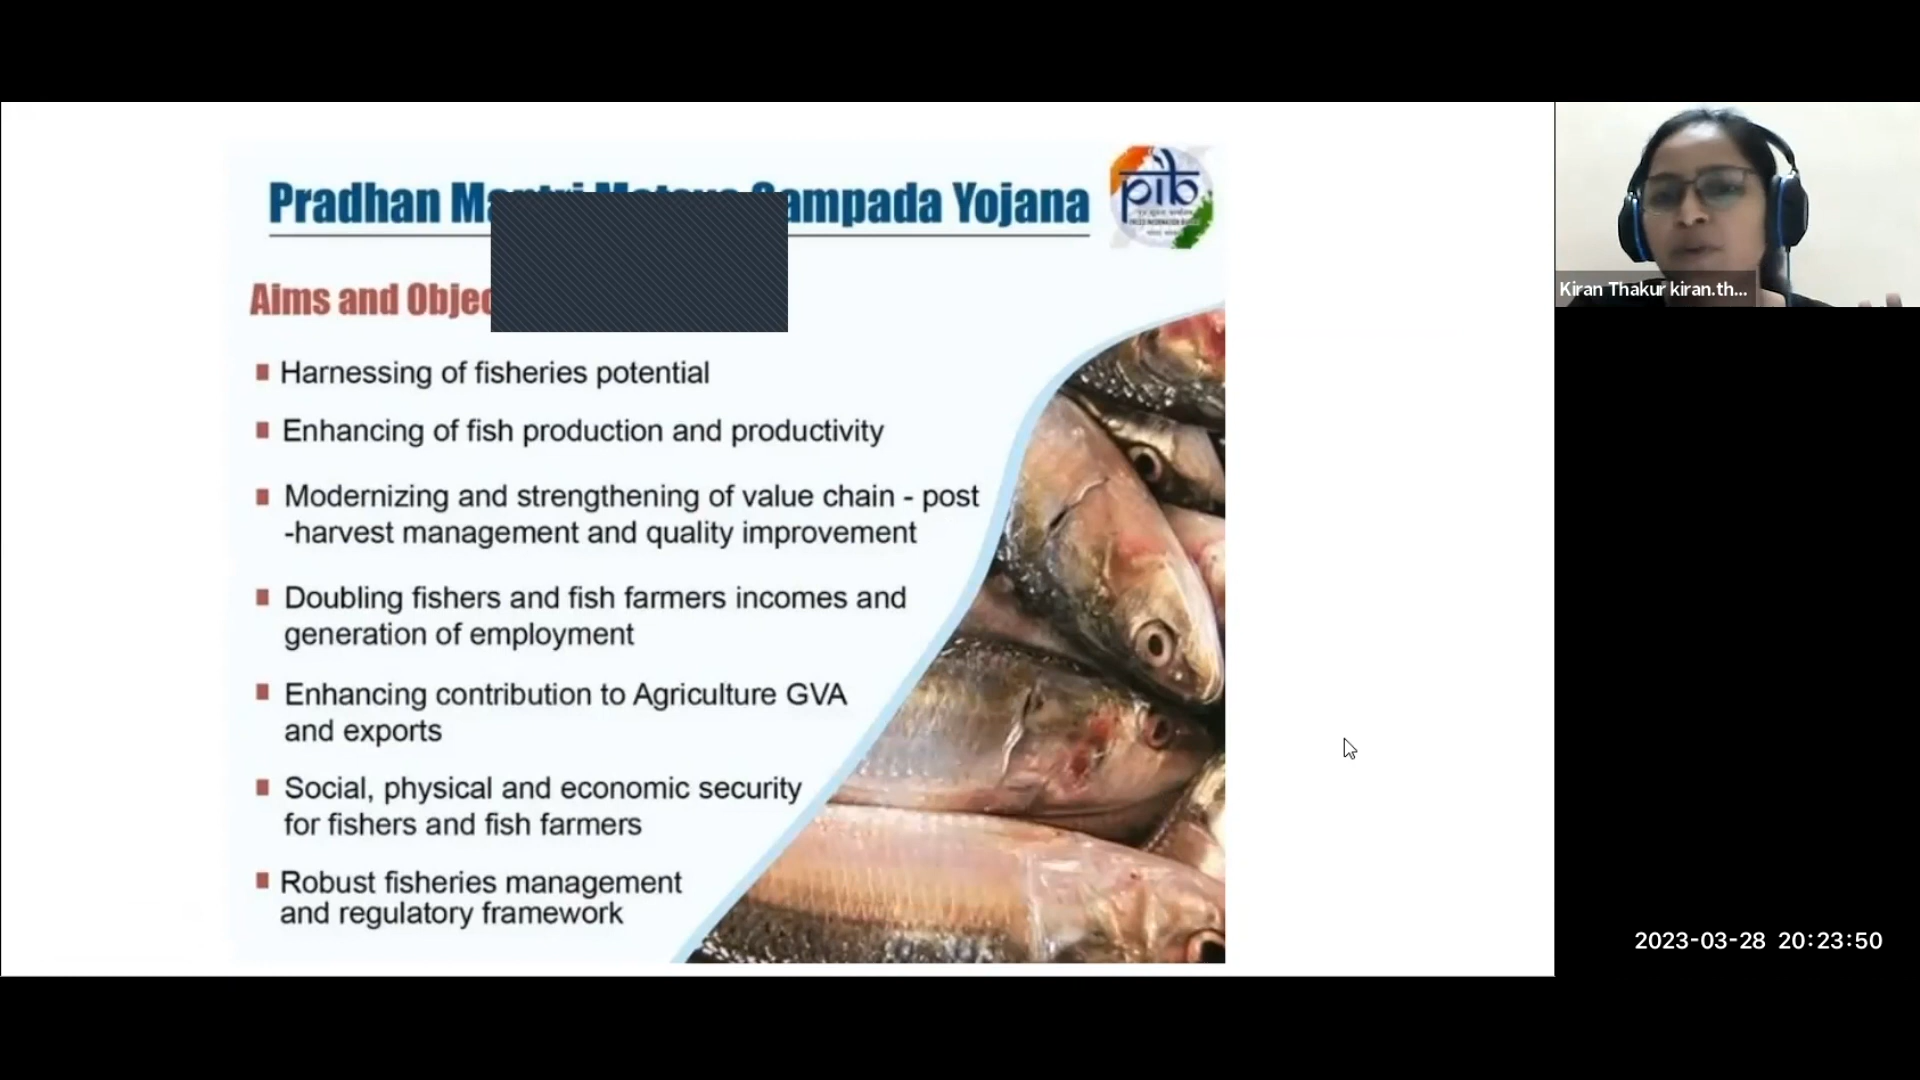 Pradhan Yojana
pib
Aims and
Harnessing of fisheries potential
Enhancing of fish production and productivity
Modernizing and strengthening of value chain - post
-harvest management and quality improvement
Doubling fishers and fish farmers incomes and
generation of employment
Enhancing contribution to Agriculture GVA
and exports
Social, physical and economic security
for fishers and fish farmers
Robust fisheries management
and regulatory framework
Kiran Thakur kiran.th...
2023-03-28 20:23:50